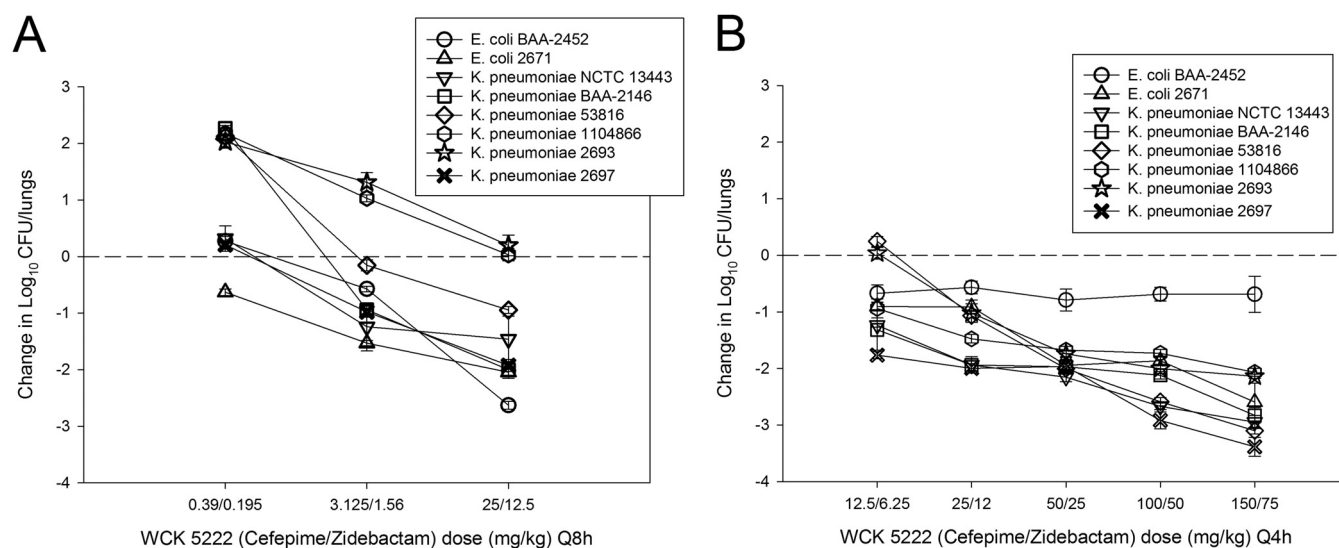 A
E. coli BAA-2452
E. coli 2671
K. pneumoniae NCTC 13443
K. pneumoniae BAA-2146
K. pneumoniae 53816
K. pneumoniae 1104866
K. pneumoniae 2693
K. pneumoniae 2697
3
2
1
0
-1
-2
-3
-4
Change in Log10 CFU/lungs
0.39/0.195 3.125/1.56 25/12.5
WCK 5222 (Cefepime/Zidebactam) dose (mg/kg) Q8h
B
E. coli BAA-2452
E. coli 2671
K. pneumoniae NCTC 13443
K. pneumoniae BAA-2146
K. pneumoniae 53816
K. pneumoniae 1104866
K. pneumoniae 2693
K. pneumoniae 2697
3
2
1
0
-1
-2
-3
-4
Change in Log10 CFU/lungs
12.5/6.25 25/12 50/25 100/50 150/75
WCK 5222 (Cefepime/Zidebactam) dose (mg/kg) Q4h